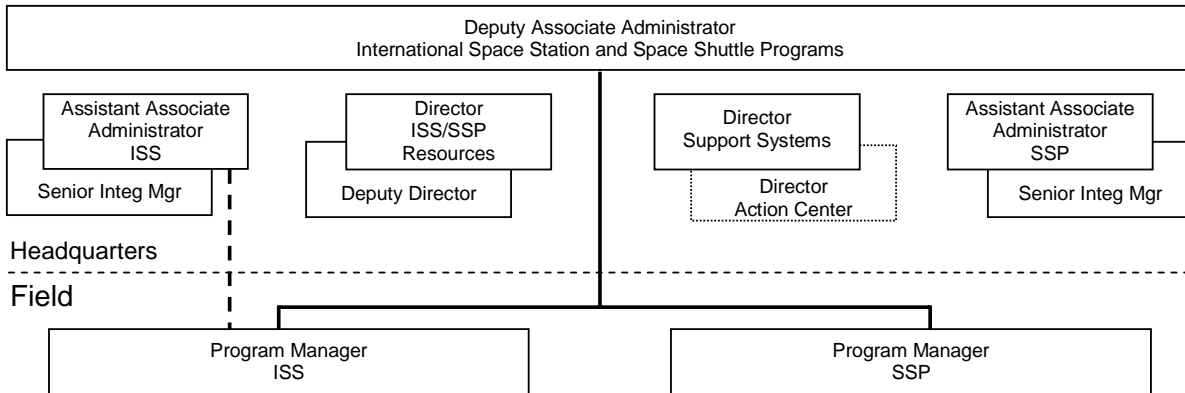 Deputy Associate Administrator
International Space Station and Space Shuttle Programs
Assistant Associate
Administrator
ISS
Senior Integ Mgr
Director
ISS/SSP
Resources
Deputy Director
Director
Support Systems
Director
Action Center
Assistant Associate
Administrator
SSP
Senior Integ Mgr
Headquarters
Field
Program Manager
ISS
Program Manager
SSP